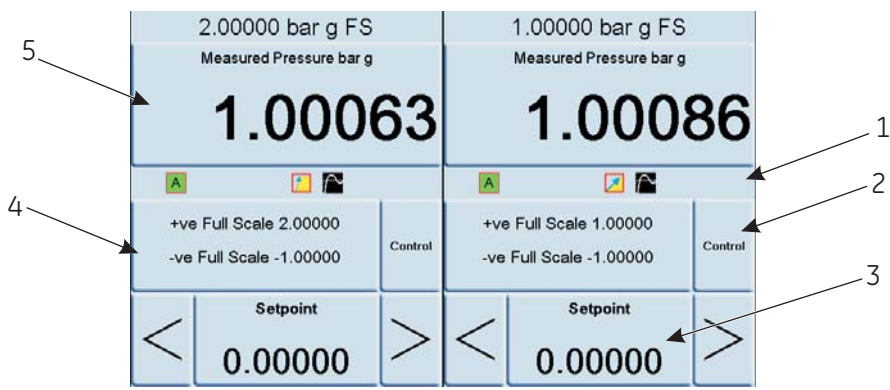 2.00000 bar g FS
Measured Pressure bar g
1.00063
A
+ve Full Scale 2.00000
-ve Full Scale -1.00000
Control
Setpoint
< 0.00000 >
1.00000 bar g FS
Measured Pressure bar g
1.00086
A
+ve Full Scale 1.00000
-ve Full Scale -1.00000
Control
Setpoint
< 0.00000 >
5
4
1
2
3